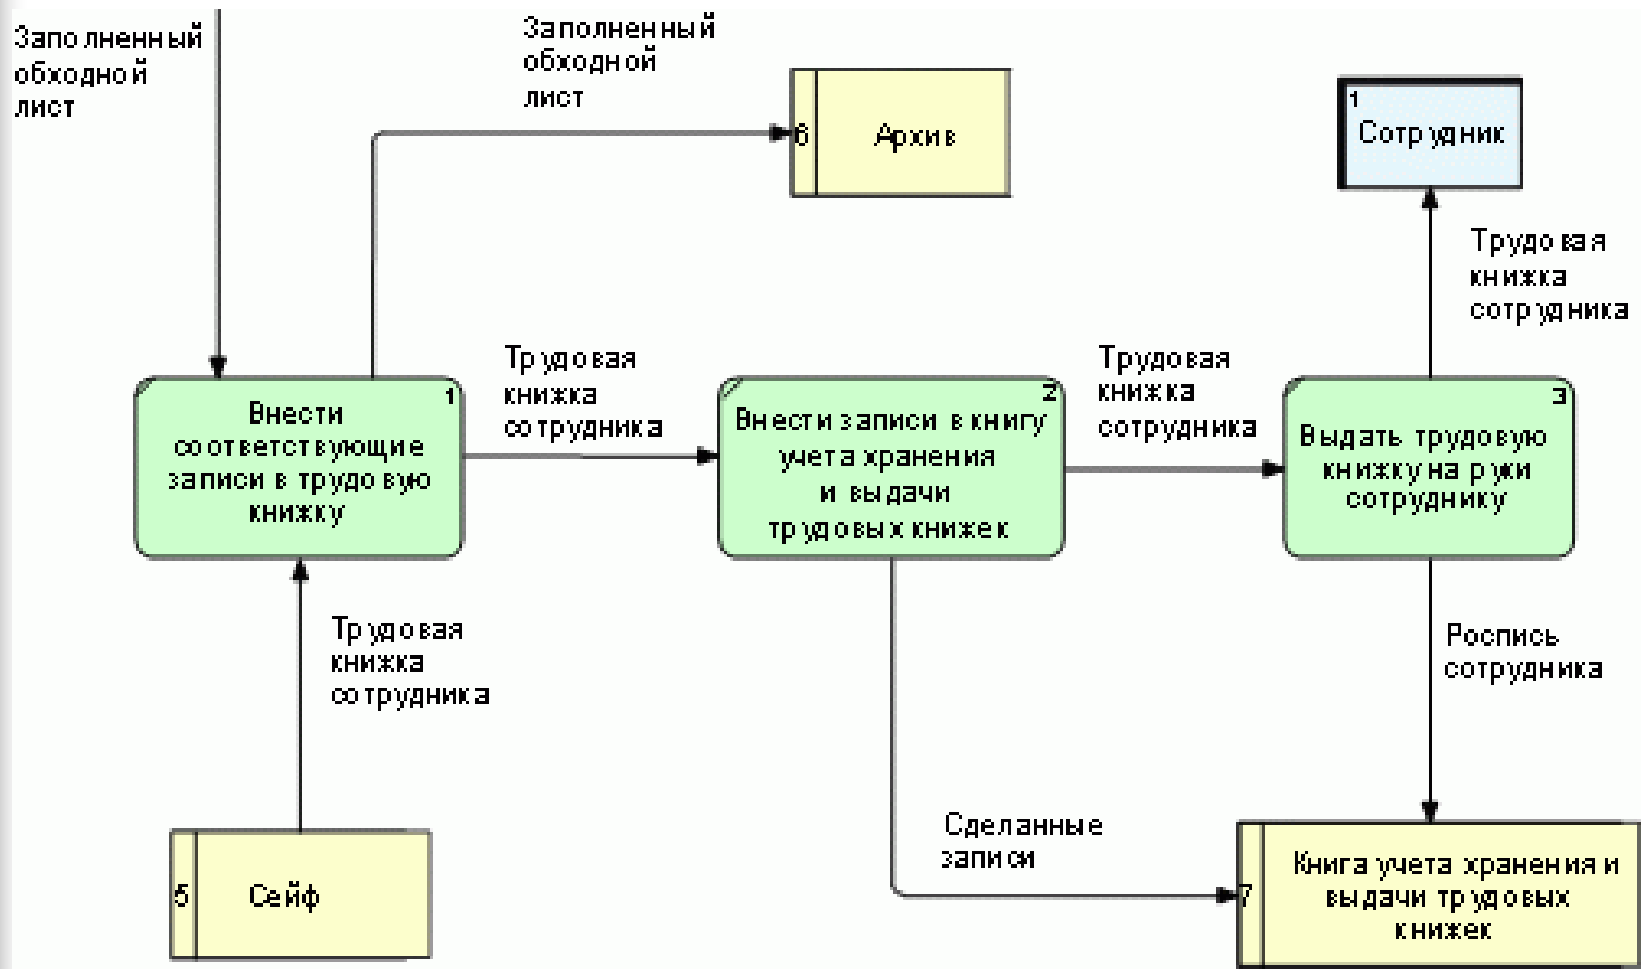 Заполненный
обходной
лист
Заполненный
обходной
лист
6
Архив
1
Сотрудник
Трудовая
книжка
сотрудника
1
Внести
соответствующие
записи в трудовую
книжку
Трудовая
книжка
сотрудника
2
Внести записи в книгу
учета хранения
и выдачи
трудовых книжек
Трудовая
книжка
сотрудника
3
Выдать трудовую
книжку на руки
сотруднику
Трудовая
книжка
сотрудника
Роспись
сотрудника
5
Сейф
Сделанные
записи
7
Книга учета хранения и
выдачи трудовых
книжек